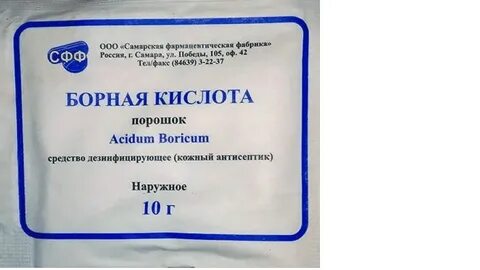 СФФ
ООО «Самарская фармацевтическая фабрика»
Россия, г. Самара, ул. Победы, 105, оф. 42
Тел/факс (84639) 3-22-37
БОРНАЯ КИСЛОТА
порошок
Acidum Boricum
средство дезинфицирующее (кожный антисептик)
Наружное
10 г